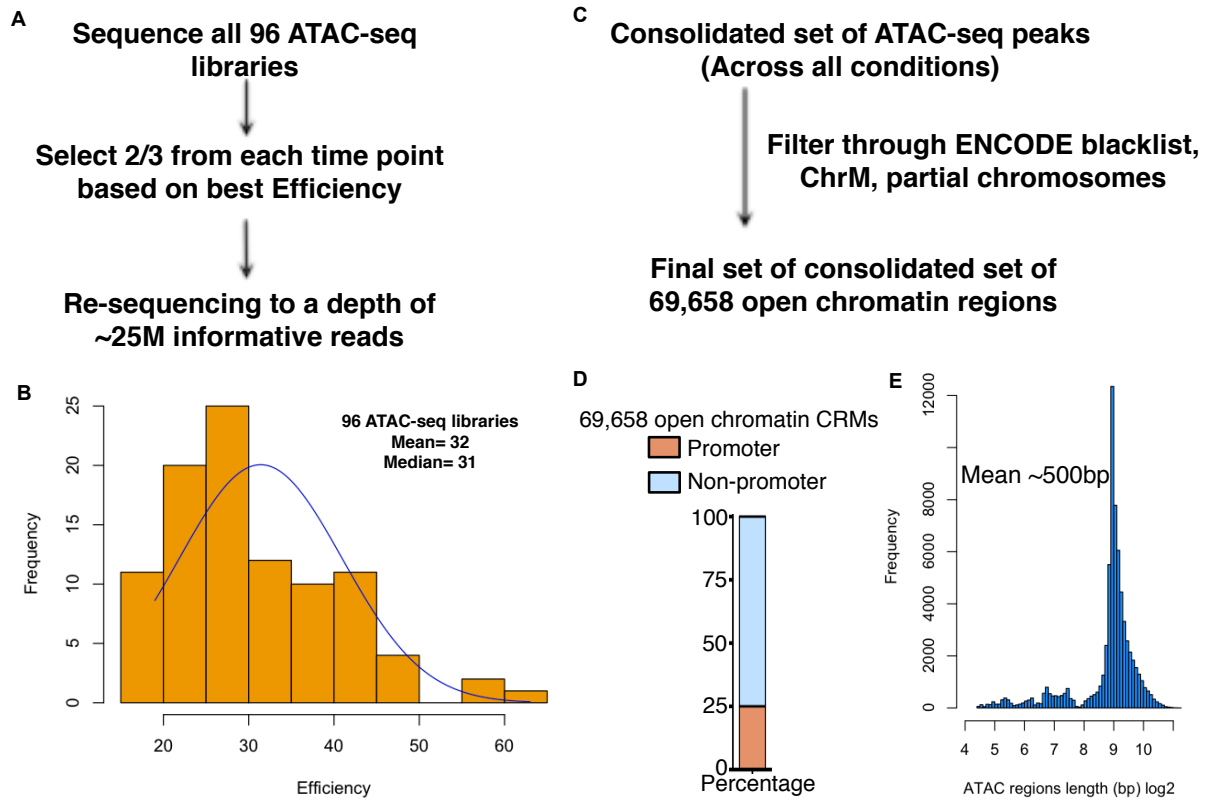 A
Sequence all 96 ATAC-seq
libraries
Select 2/3 from each time point
based on best Efficiency
Re-sequencing to a depth of
~25M informative reads
C
Consolidated set of ATAC-seq peaks
(Across all conditions)
Filter through ENCODE blacklist,
ChrM, partial chromosomes
Final set of consolidated set of
69,658 open chromatin regions
B
96 ATAC-seq libraries
Mean= 32
Median= 31
Frequency
25
20
15
10
5
0
20 30 40 50 60
Efficiency
D
69,658 open chromatin CRMs
Promoter
Non-promoter
100
75
50
25
0
Percentage
E
Mean ~500bp
Frequency
12000
8000
6000
4000
2000
0
4 5 6 7 8 9 10
ATAC regions length (bp) log2